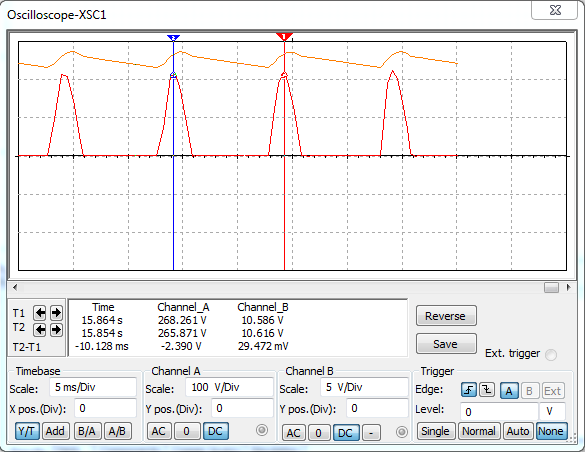 Oscilloscope-XSC1
2 1
Time Channel_A Channel_B
T1 15.864 s 268.261 V 10.586 V
T2 15.854 s 265.871 V 10.616 V
T2-T1 -10.128 ms -2.390 V 29.472 mV
Reverse
Save
Ext. trigger
Timebase Channel A Channel B Trigger
Scale: 5 ms/Div Scale: 100 V/Div Scale: 5 V/Div Edge: A B Ext
X pos.(Div): 0 Y pos.(Div): 0 Y pos.(Div): 0 Level: 0 V
Y/T Add B/A A/B AC 0 DC AC 0 DC - Single Normal Auto None